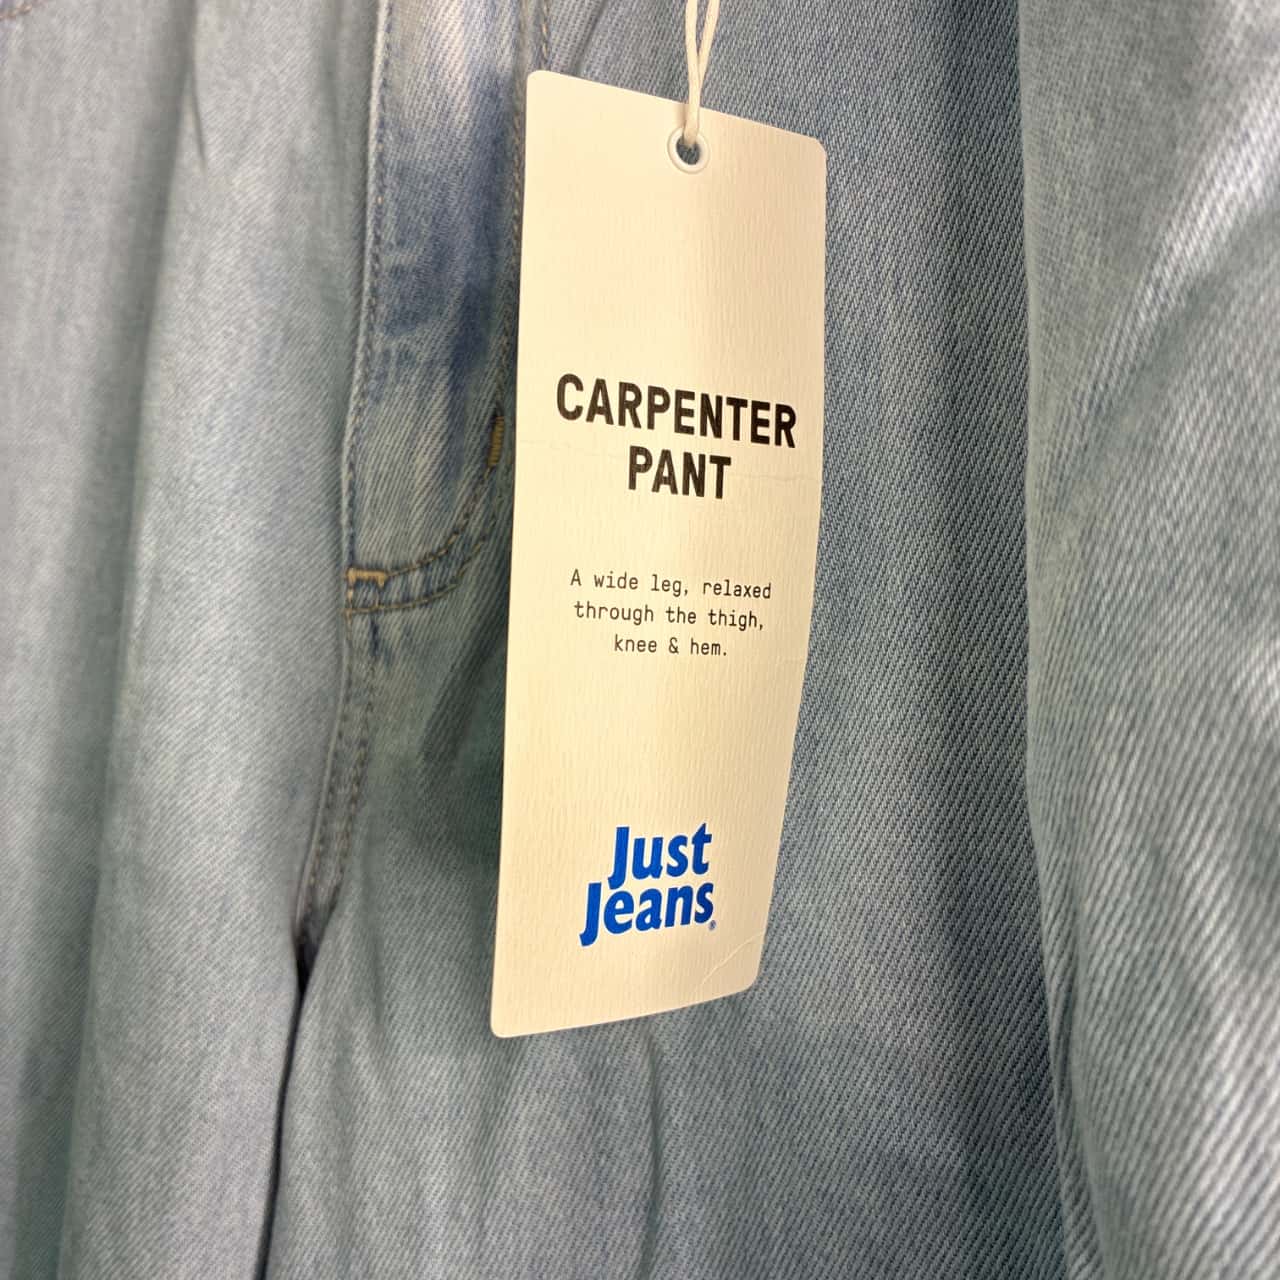 CARPENTER
PANT
A wide leg, relaxed
through the thigh,
knee & hem.
Just
Jeans®